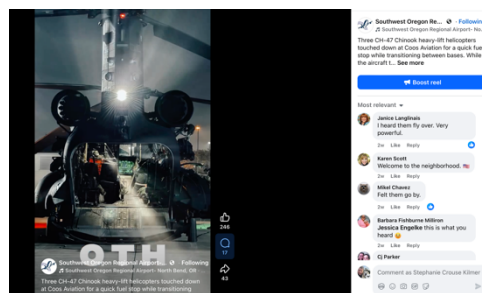 OTH
Southwest Oregon Regional Airport-... · Following
Southwest Oregon Regional Airport- North Bend, OR
Three CH-47 Chinook heavy-lift helicopters touched down
at Coos Aviation for a quick fuel stop while transitioning
246
17
43
Southwest Oregon Re... · Following
Southwest Oregon Regional Airport- No.
Three CH-47 Chinook heavy-lift helicopters
touched down at Coos Aviation for a quick fuel
stop while transitioning between bases. While
the aircraft t... See more
Boost reel
Most relevant
Janice Langlinais
I heard them fly over. Very
powerful.
2w Like Reply
Karen Scott
Welcome to the neighborhood. 🇺🇸
2w Like Reply
Mikel Chavez
Felt them go by.
2w Like Reply
Barbara Fishburne Milliron
Jessica Engelke this is what you
heard 😀
2w Like Reply
Cj Parker
Comment as Stephanie Crouse Kilmer